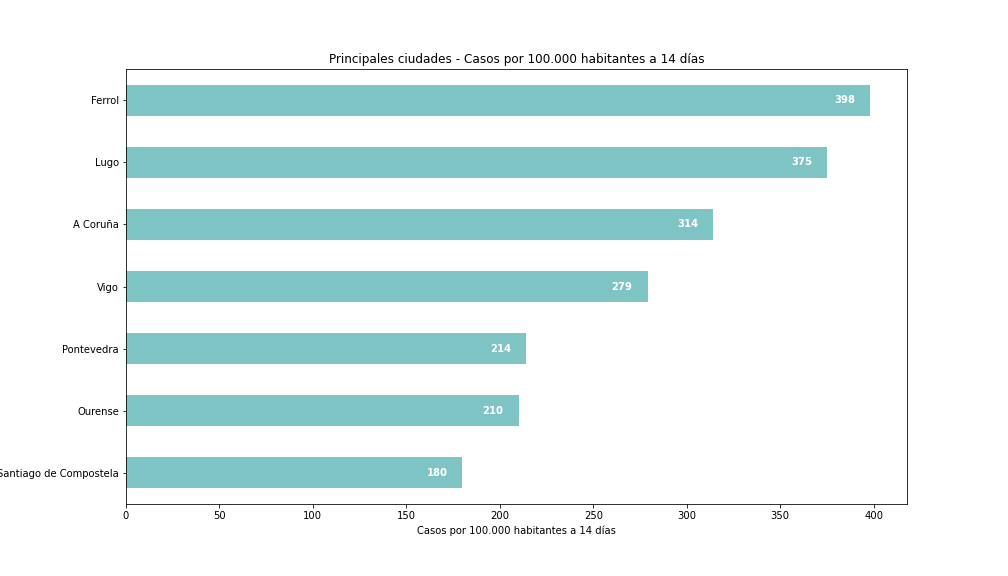 Principales ciudades - Casos por 100.000 habitantes a 14 días
Ferrol 398
Lugo 375
A Coruña 314
Vigo 279
Pontevedra 214
Ourense 210
Santiago de Compostela 180
0 50 100 150 200 250 300 350 400
Casos por 100.000 habitantes a 14 días